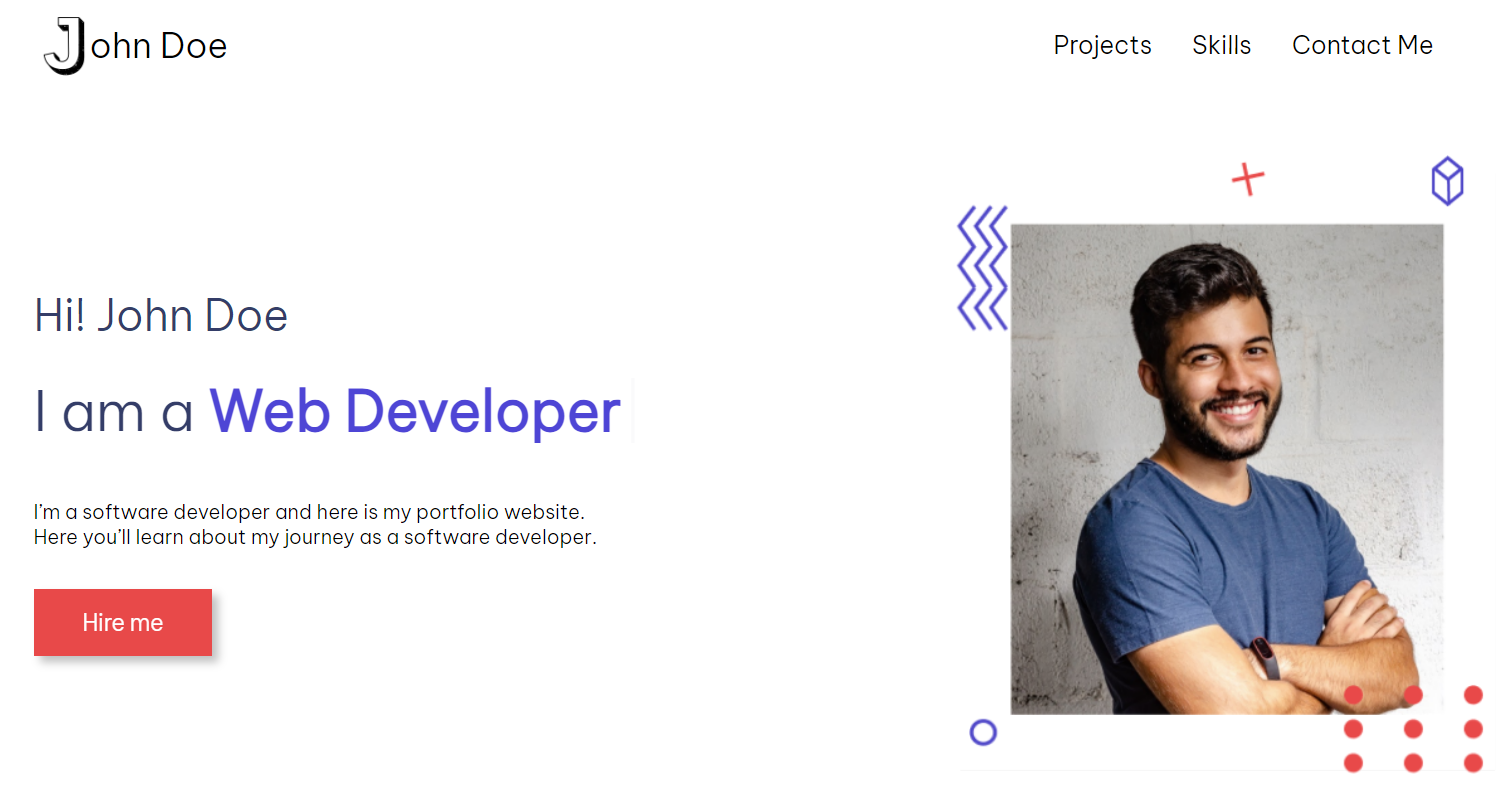 John Doe
Projects Skills Contact Me
Hi! John Doe
I am a Web Developer
I'm a software developer and here is my portfolio website.
Here you'll learn about my journey as a software developer.
Hire me